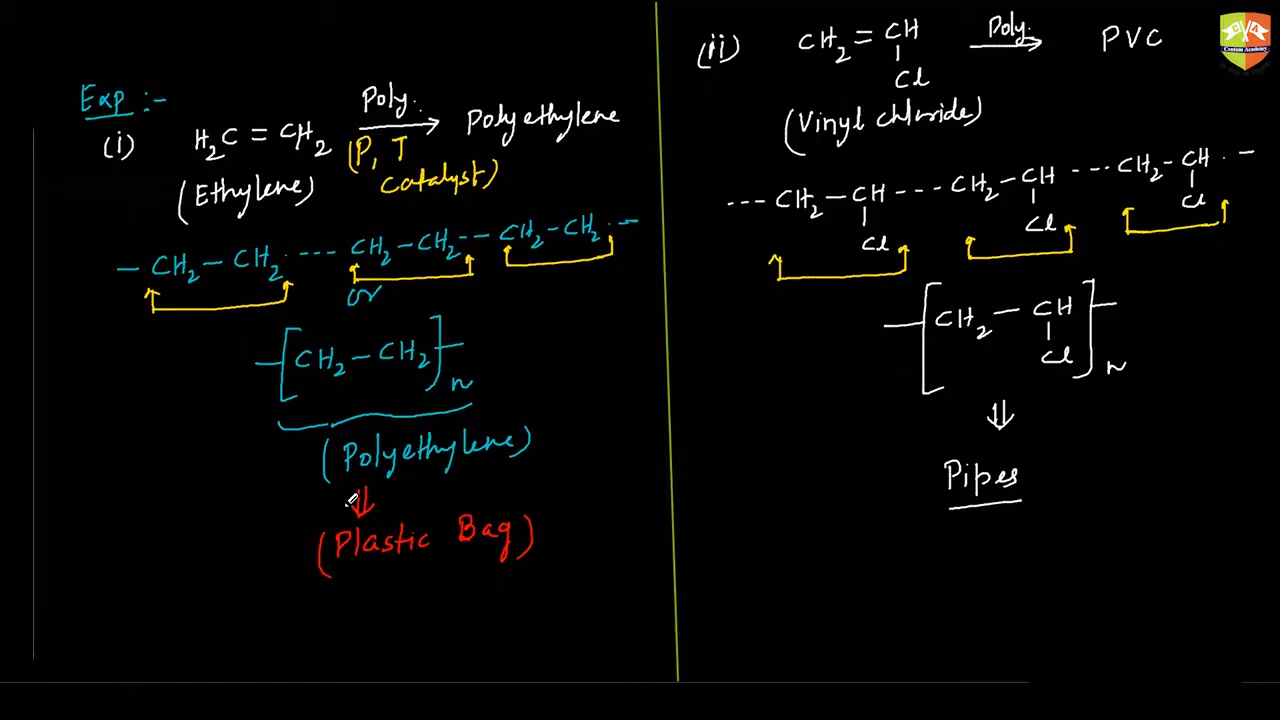 Exp :-
(i) H₂C = CH₂ Poly. → Polyethylene
(Ethylene) (P, T
Catalyst)
— CH₂ — CH₂ ---- CH₂ — CH₂ --- CH₂ — CH₂ · —
or
—[CH₂ — CH₂]—n
(Polyethylene)
⇓
(Plastic Bag)
(ii) CH₂ = CH Poly. → PVC
Cl
(Vinyl chloride)
--- CH₂ — CH --- CH₂ — CH --- CH₂ — CH · —
Cl Cl Cl
—[CH₂ — CH]—n
Cl
⇓
Pipes
Centum Academy